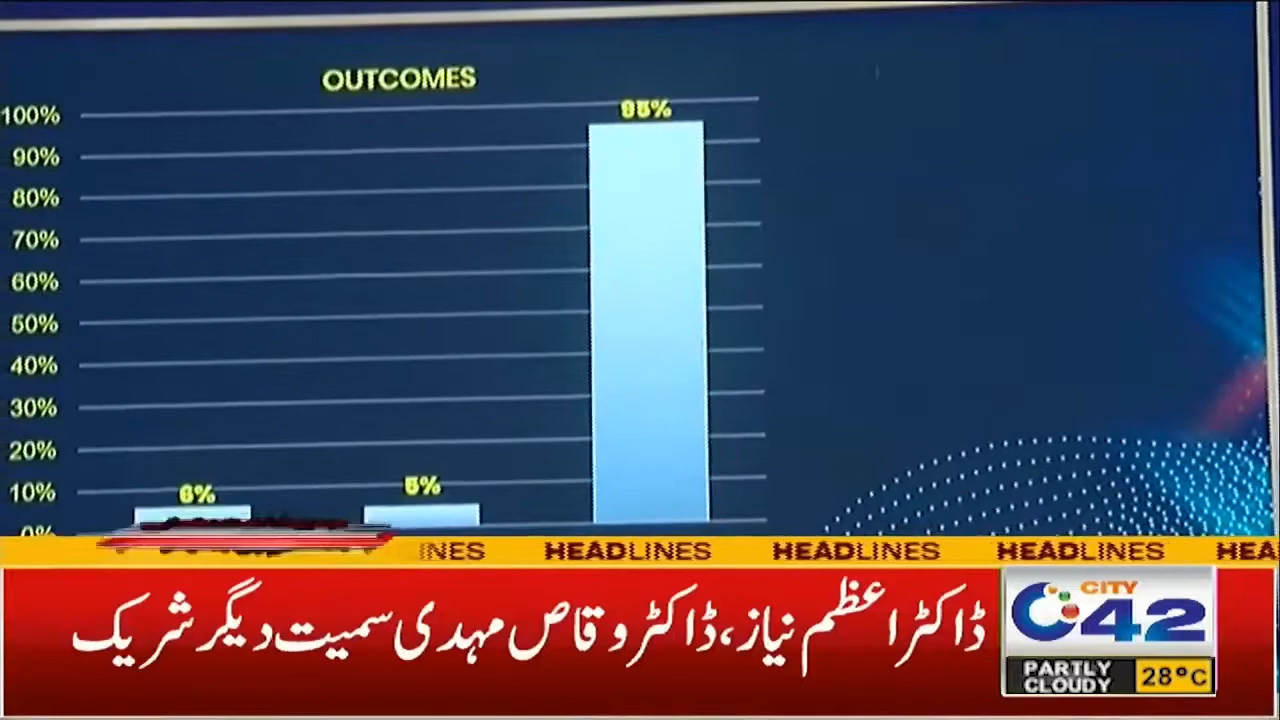 OUTCOMES
100%
90%
80%
70%
60%
50%
40%
30%
20%
10%
0%
6%
5%
95%
HEADLINES HEADLINES HEADLINES
ڈاکٹر اعظم نیاز، ڈاکٹر وقاص مہدی سمیت دیگر شریک
CITY
42
PARTLY CLOUDY
28°C